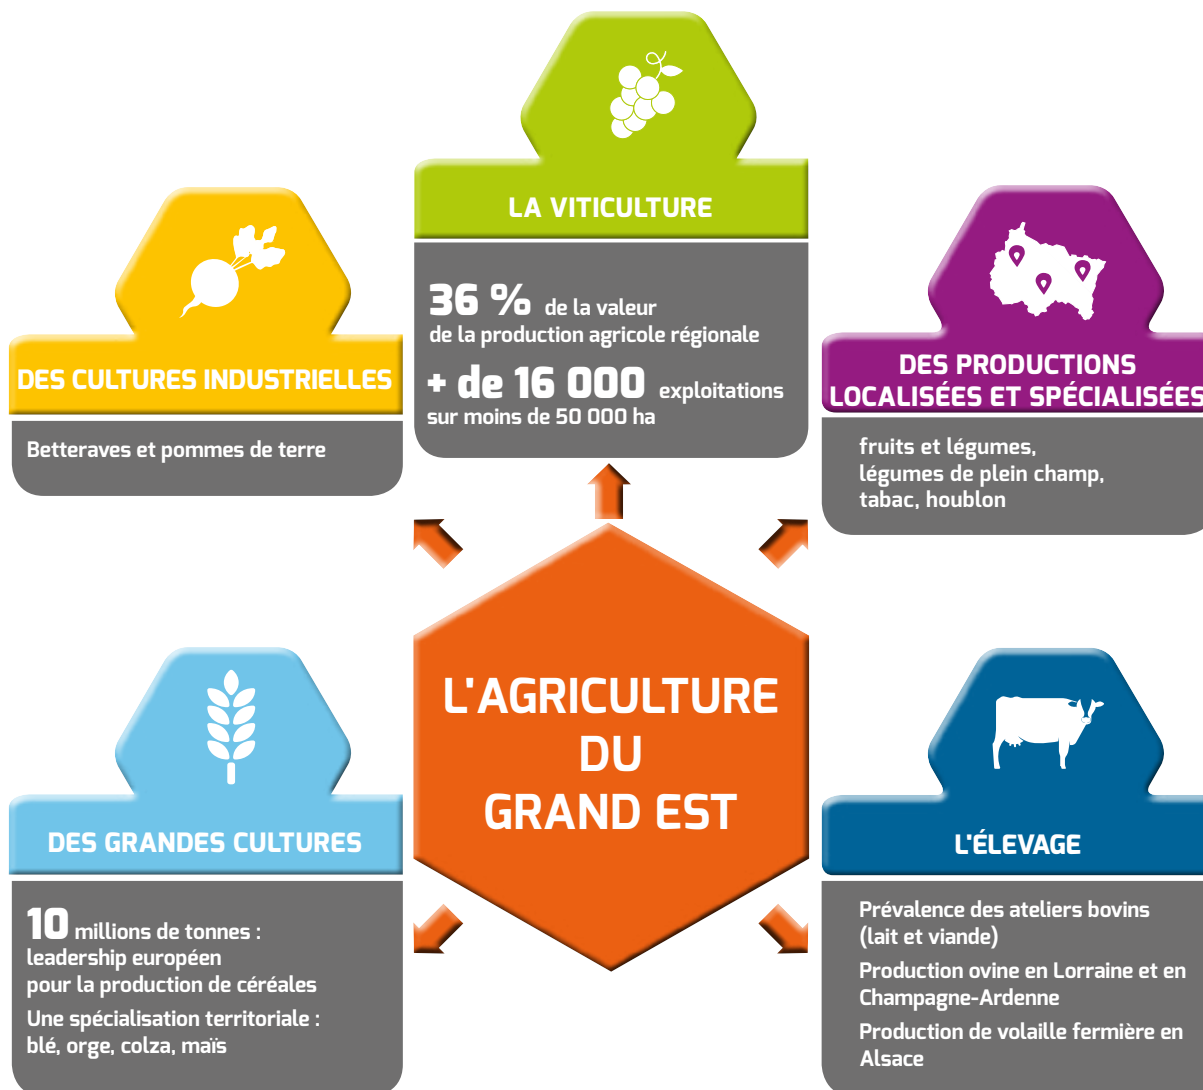 LA VITICULTURE
36 % de la valeur
de la production agricole régionale
+ de 16 000 exploitations
sur moins de 50 000 ha
DES CULTURES INDUSTRIELLES
Betteraves et pommes de terre
DES PRODUCTIONS
LOCALISÉES ET SPÉCIALISÉES
fruits et légumes,
légumes de plein champ,
tabac, houblon
L'AGRICULTURE
DU
GRAND EST
DES GRANDES CULTURES
10 millions de tonnes :
leadership européen
pour la production de céréales
Une spécialisation territoriale :
blé, orge, colza, maïs
L'ÉLEVAGE
Prévalence des ateliers bovins
(lait et viande)
Production ovine en Lorraine et en
Champagne-Ardenne
Production de volaille fermière en
Alsace